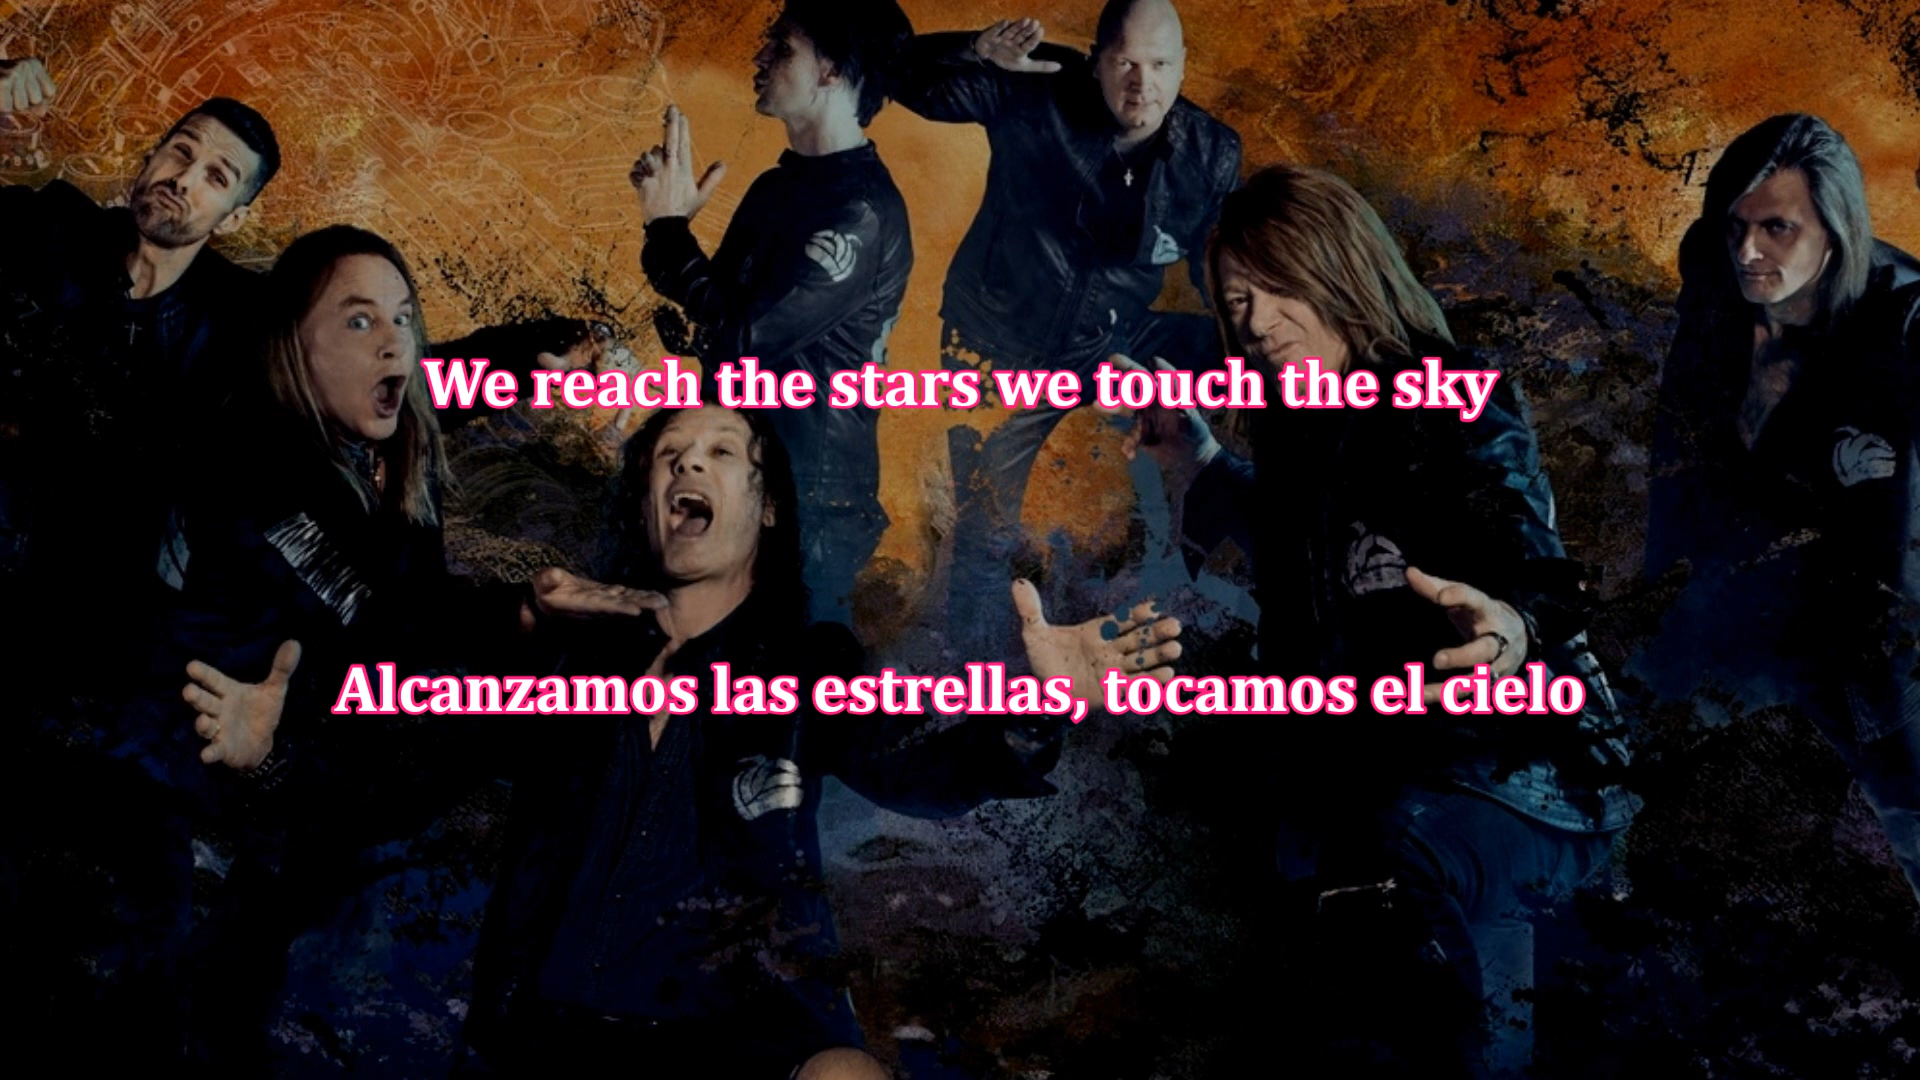 We reach the stars we touch the sky
Alcanzamos las estrellas, tocamos el cielo